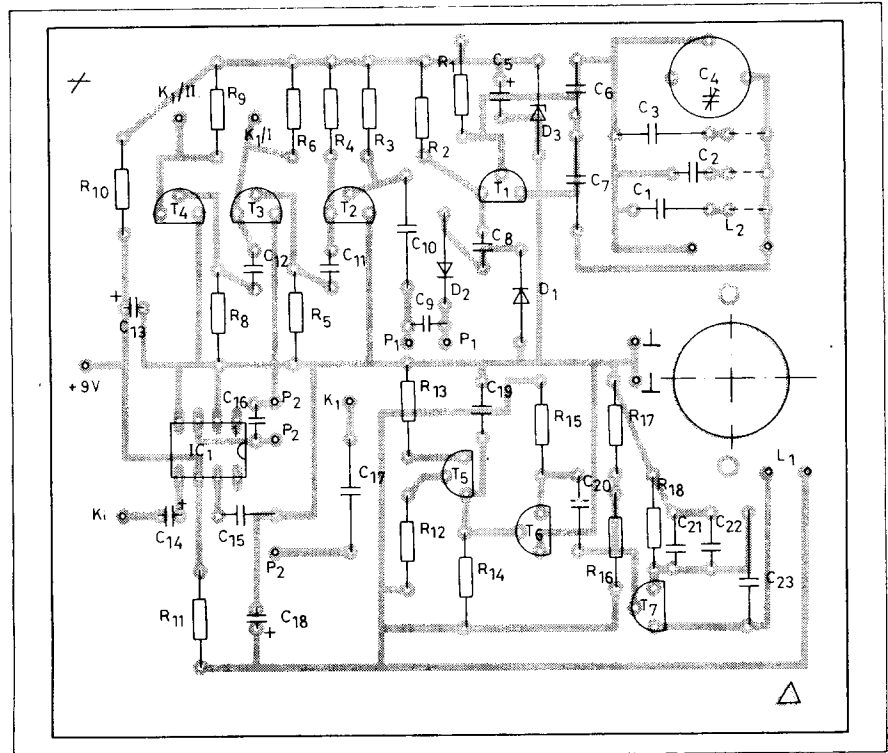 R1 C5
K1/II R9 C6 C4
K1/I R6 R4 R3 R2 D3 C3
R10 T1 C7 C2
T4 T3 T2 C1
C10 C8 L2
C12 C11
D2 D1
C13 R8 R5 C9
P1 P1 ⊥
+9V
C16 P2 K1 R13 C19 R15 R17 ⊥
IC1 P2
T5 L1
C17 C20 R18
Ki C14 C15 R12 T6 C21 C22
P2 R14 R16
R11 C18 T7 C23